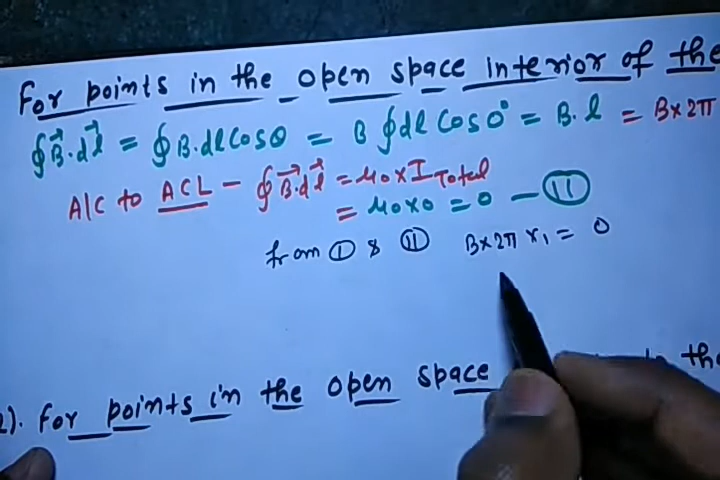 For points in the open space interior of the
∮B⃗.dl⃗ = ∮B.dl cosθ = B ∮dl cos0° = B.l = B×2π
A/C to ACL - ∮B⃗.dl⃗ = μ0×I Total
= μ0×0 = 0 - (II)
from (I) & (II) B×2π r₁ = 0
2). For points in the open space the